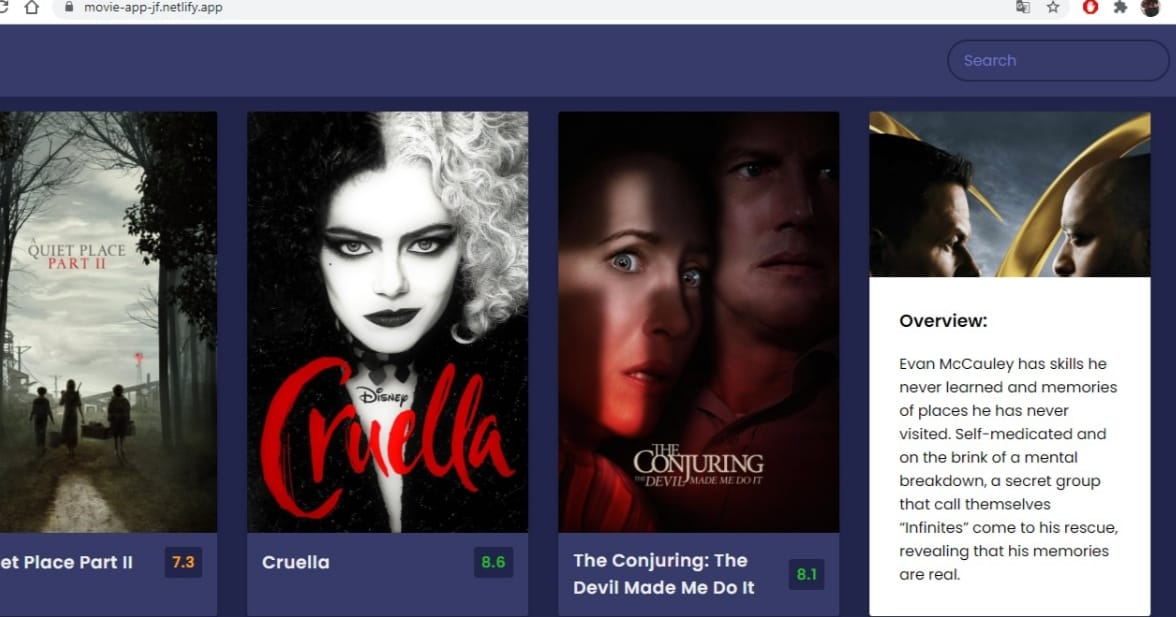 movie-app-jf.netlify.app
Search
A
QUIET PLACE
PART II
DISNEY
Cruella
THE
CONJURING
THE DEVIL MADE ME DO IT
Overview:
Evan McCauley has skills he
never learned and memories
of places he has never
visited. Self-medicated and
on the brink of a mental
breakdown, a secret group
that call themselves
“Infinites” come to his rescue,
revealing that his memories
are real.
et Place Part II
7.3
Cruella
8.6
The Conjuring: The
Devil Made Me Do It
8.1